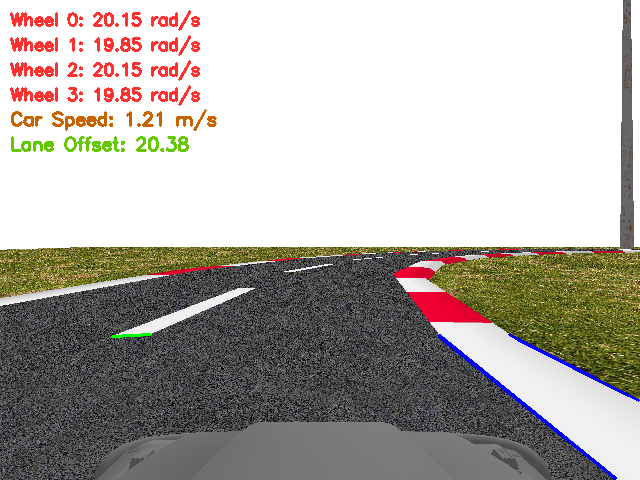 Wheel 0: 20.15 rad/s
Wheel 1: 19.85 rad/s
Wheel 2: 20.15 rad/s
Wheel 3: 19.85 rad/s
Car Speed: 1.21 m/s
Lane Offset: 20.38